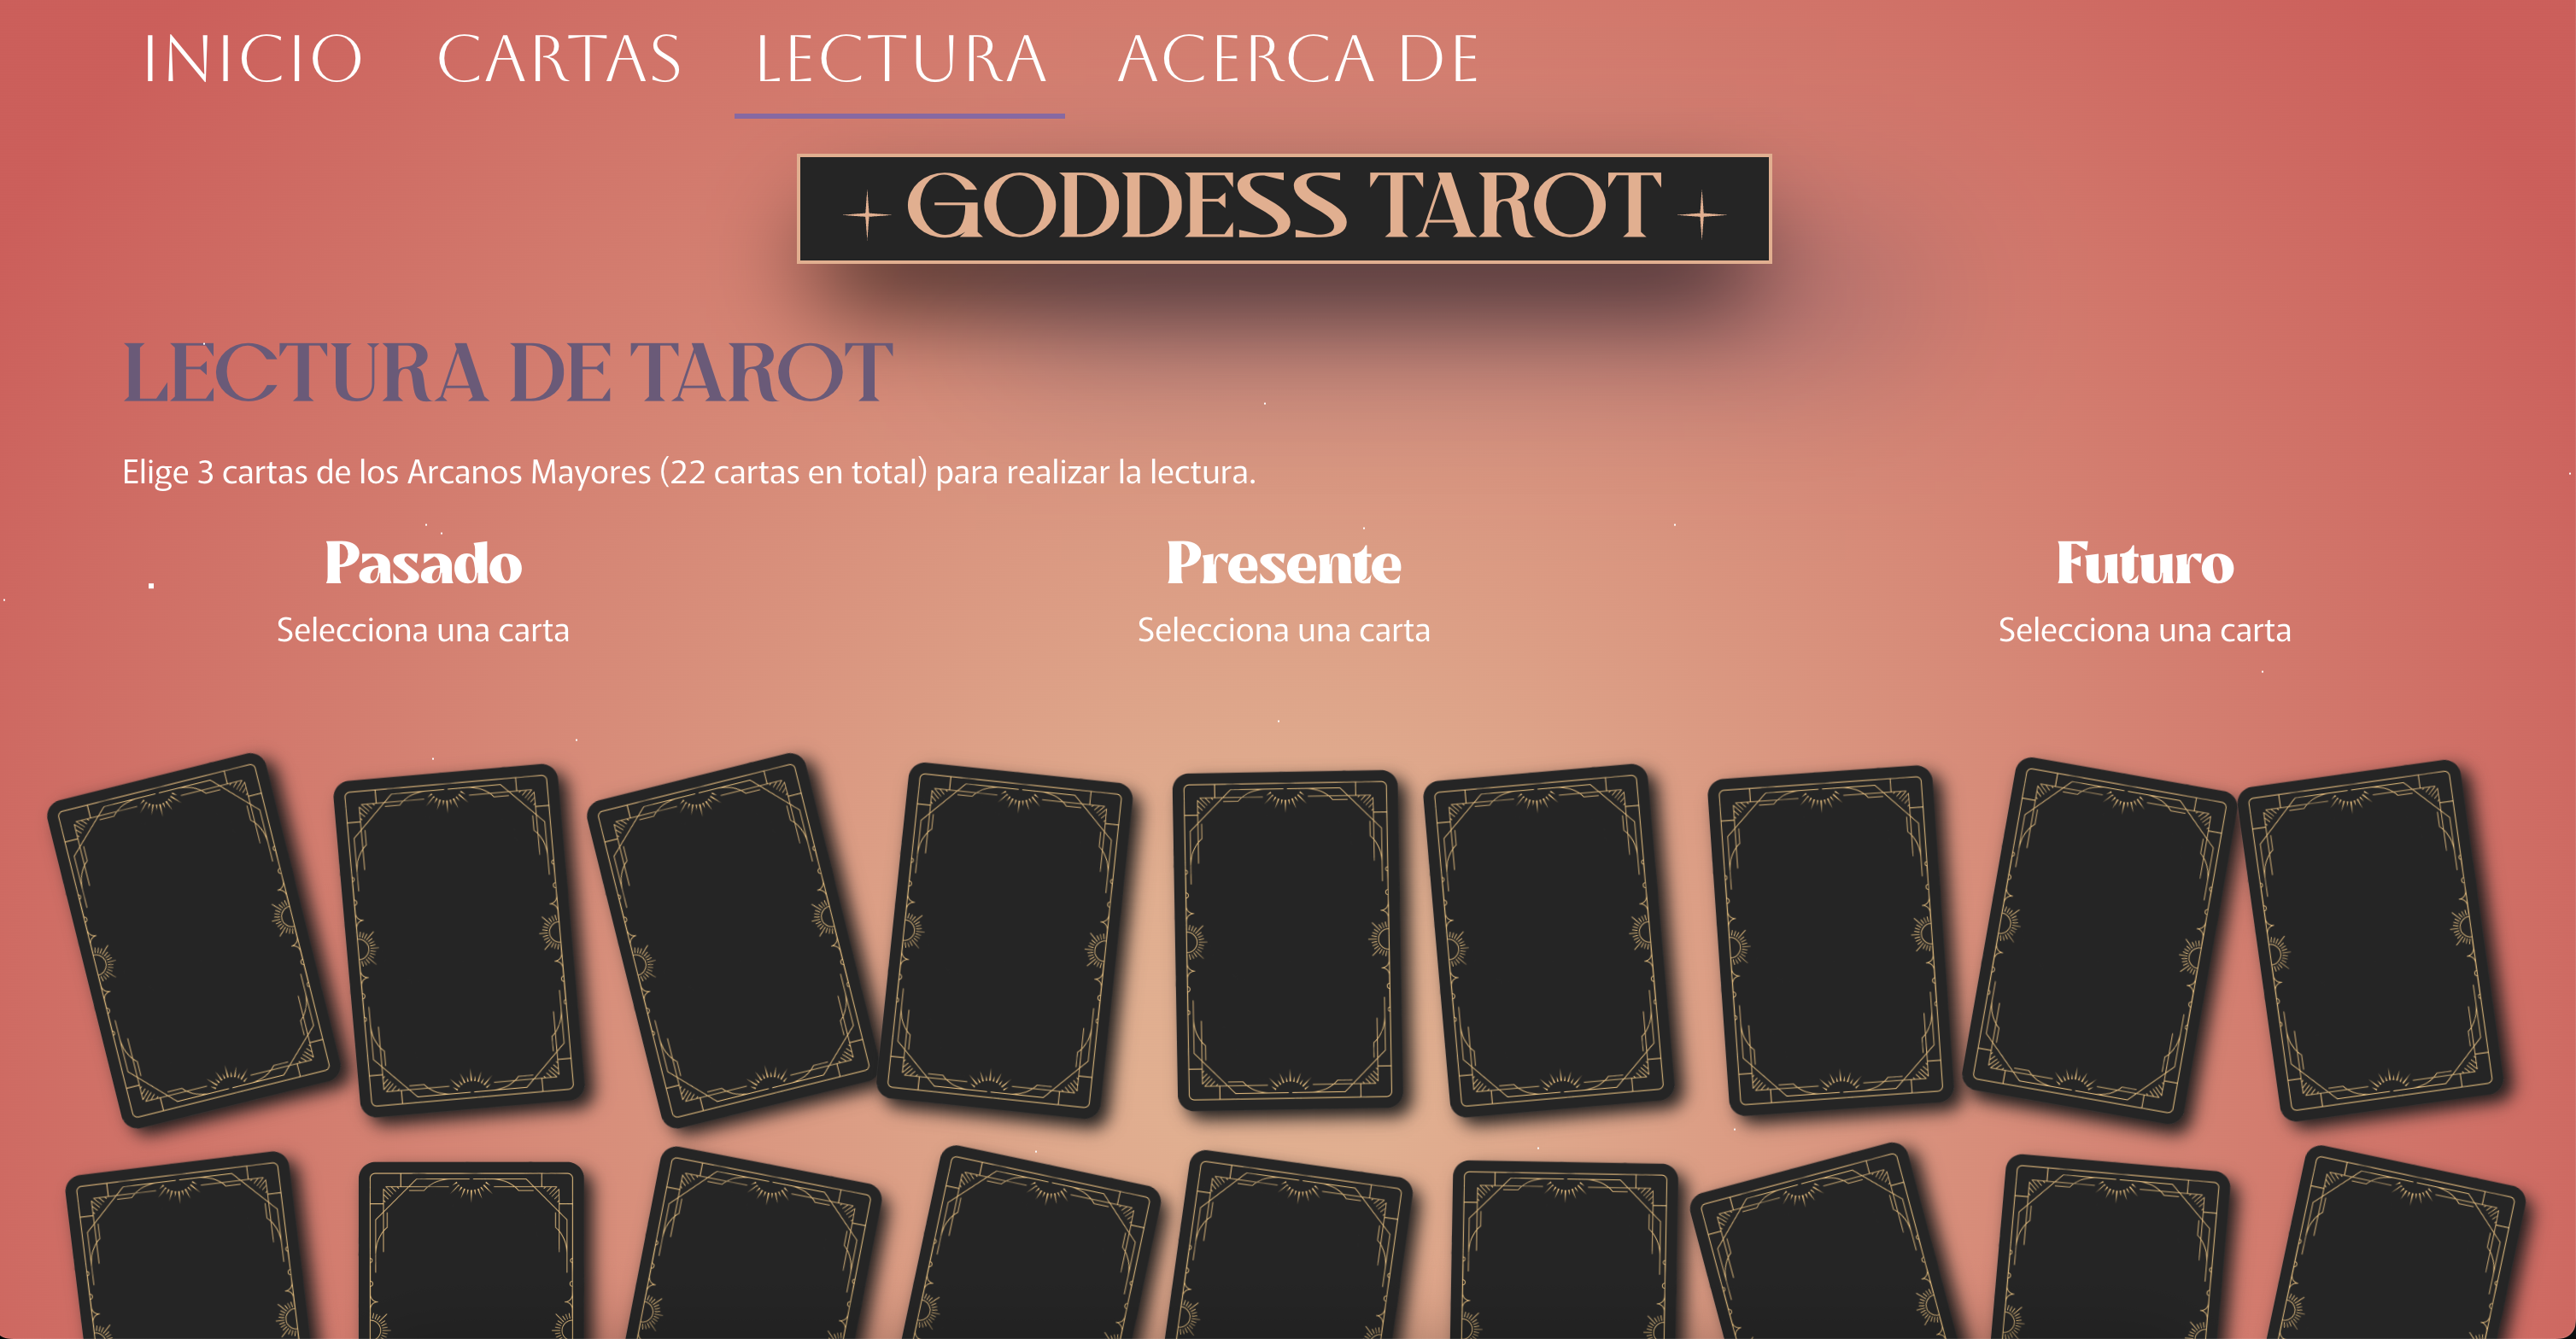 INICIO CARTAS LECTURA ACERCA DE
GODDESS TAROT
LECTURA DE TAROT
Elige 3 cartas de los Arcanos Mayores (22 cartas en total) para realizar la lectura.
Pasado Presente Futuro
Selecciona una carta Selecciona una carta Selecciona una carta